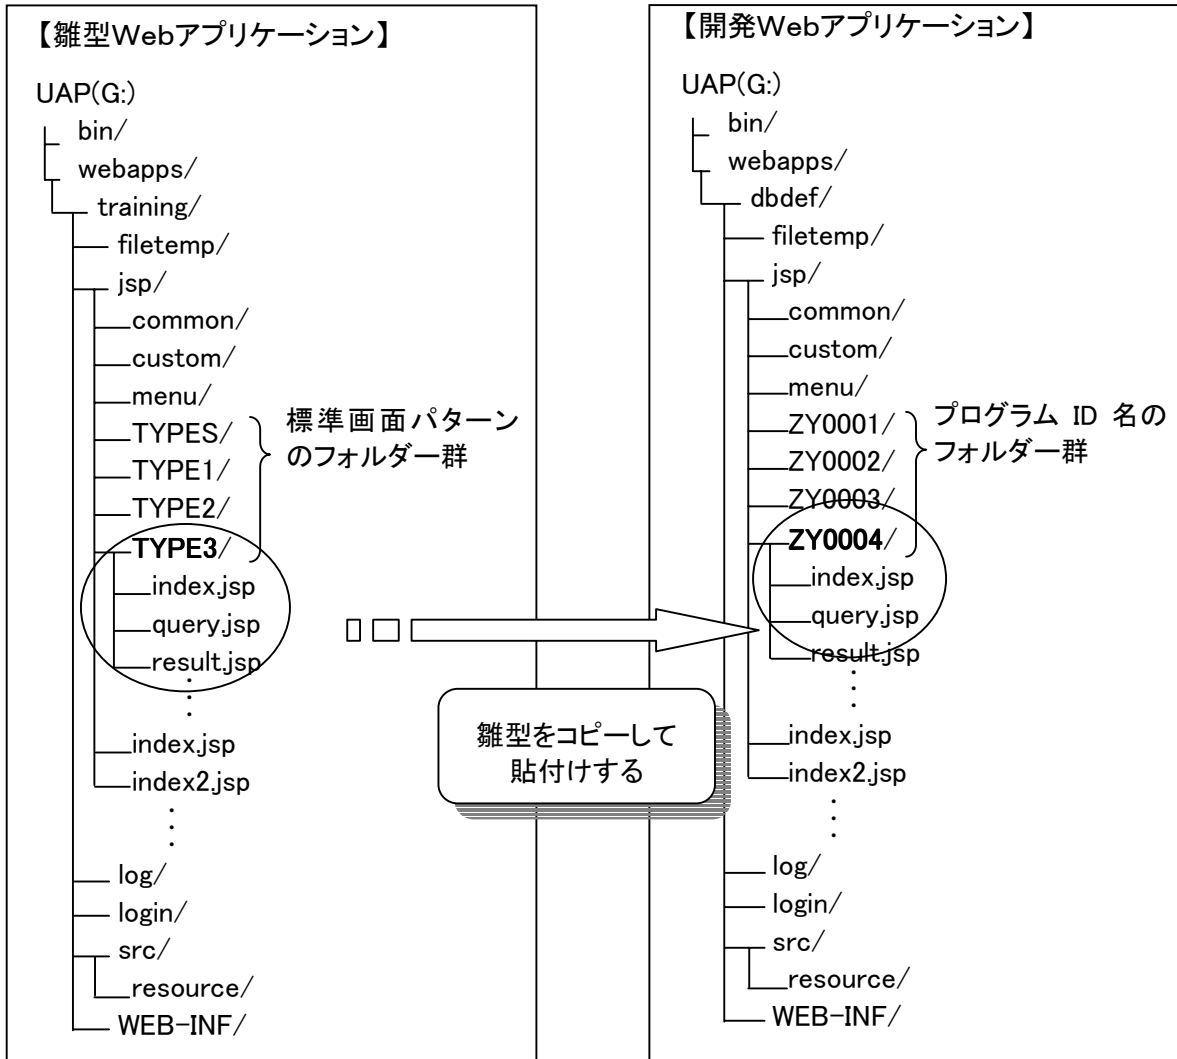 【雛型Webアプリケーション】
UAP(G:)
bin/
webapps/
training/
filetemp/
jsp/
common/
custom/
menu/
TYPES/
TYPE1/
TYPE2/
TYPE3/
index.jsp
query.jsp
result.jsp
index.jsp
index2.jsp
log/
login/
src/
resource/
WEB-INF/
標準画面パターン
のフォルダー群
雛型をコピーして
貼付けする
【開発Webアプリケーション】
UAP(G:)
bin/
webapps/
dbdef/
filetemp/
jsp/
common/
custom/
menu/
ZY0001/
ZY0002/
ZY0003/
ZY0004/
index.jsp
query.jsp
result.jsp
index.jsp
index2.jsp
log/
login/
src/
resource/
WEB-INF/
プログラム ID 名の
フォルダー群